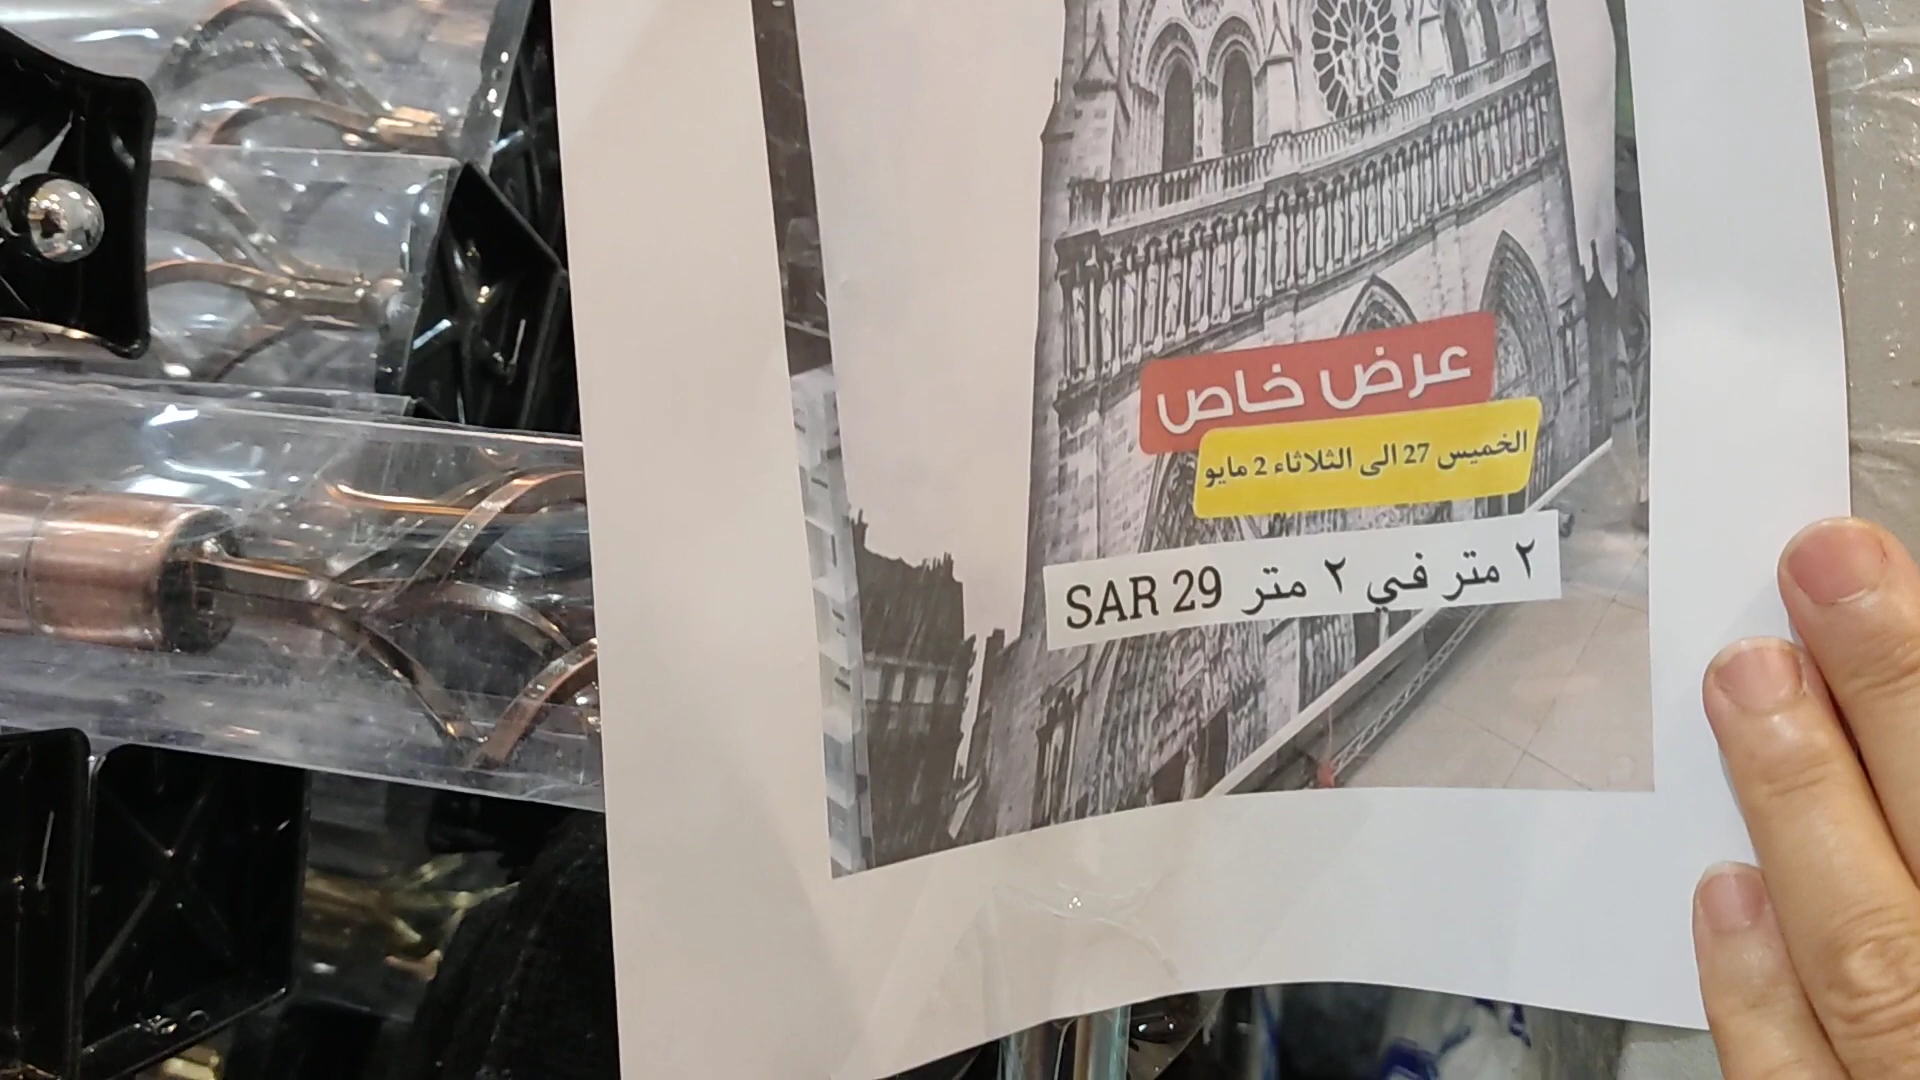 عرض خاص
الخميس 27 الى الثلاثاء 2 مايو
٢ متر في ٢ متر SAR 29